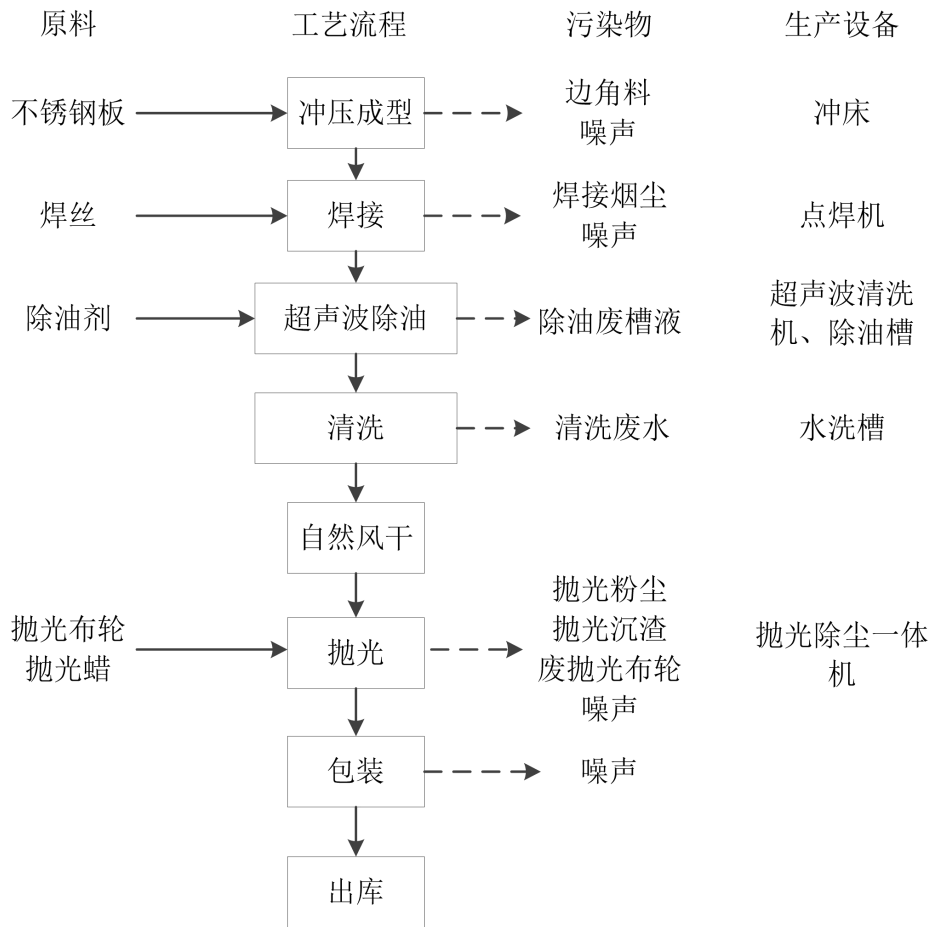 原料 工艺流程 污染物 生产设备
不锈钢板 冲压成型 边角料 冲床
噪声
焊丝 焊接 焊接烟尘 点焊机
噪声
除油剂 超声波除油 除油废槽液 超声波清洗
机、除油槽
清洗 清洗废水 水洗槽
自然风干
抛光布轮 抛光 抛光粉尘 抛光除尘一体
抛光蜡 抛光沉渣 机
废抛光布轮
噪声
包装 噪声
出库